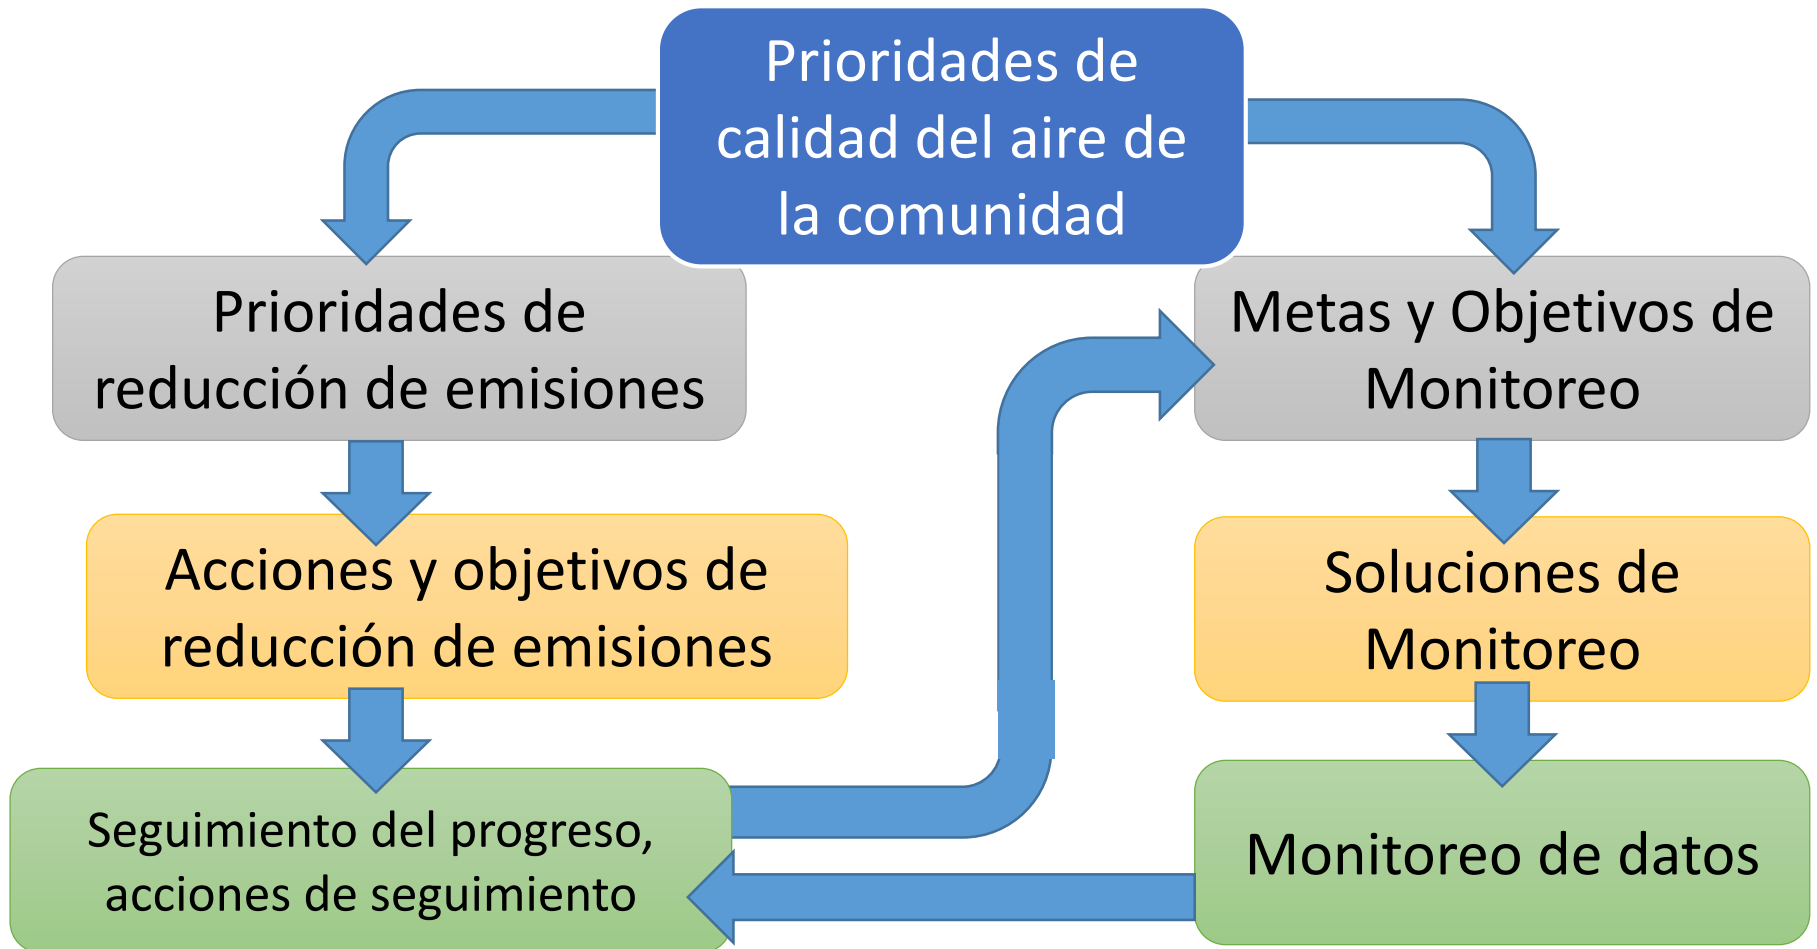 Prioridades de
calidad del aire de
la comunidad
Prioridades de
reducción de emisiones
Metas y Objetivos de
Monitoreo
Acciones y objetivos de
reducción de emisiones
Soluciones de
Monitoreo
Seguimiento del progreso,
acciones de seguimiento
Monitoreo de datos